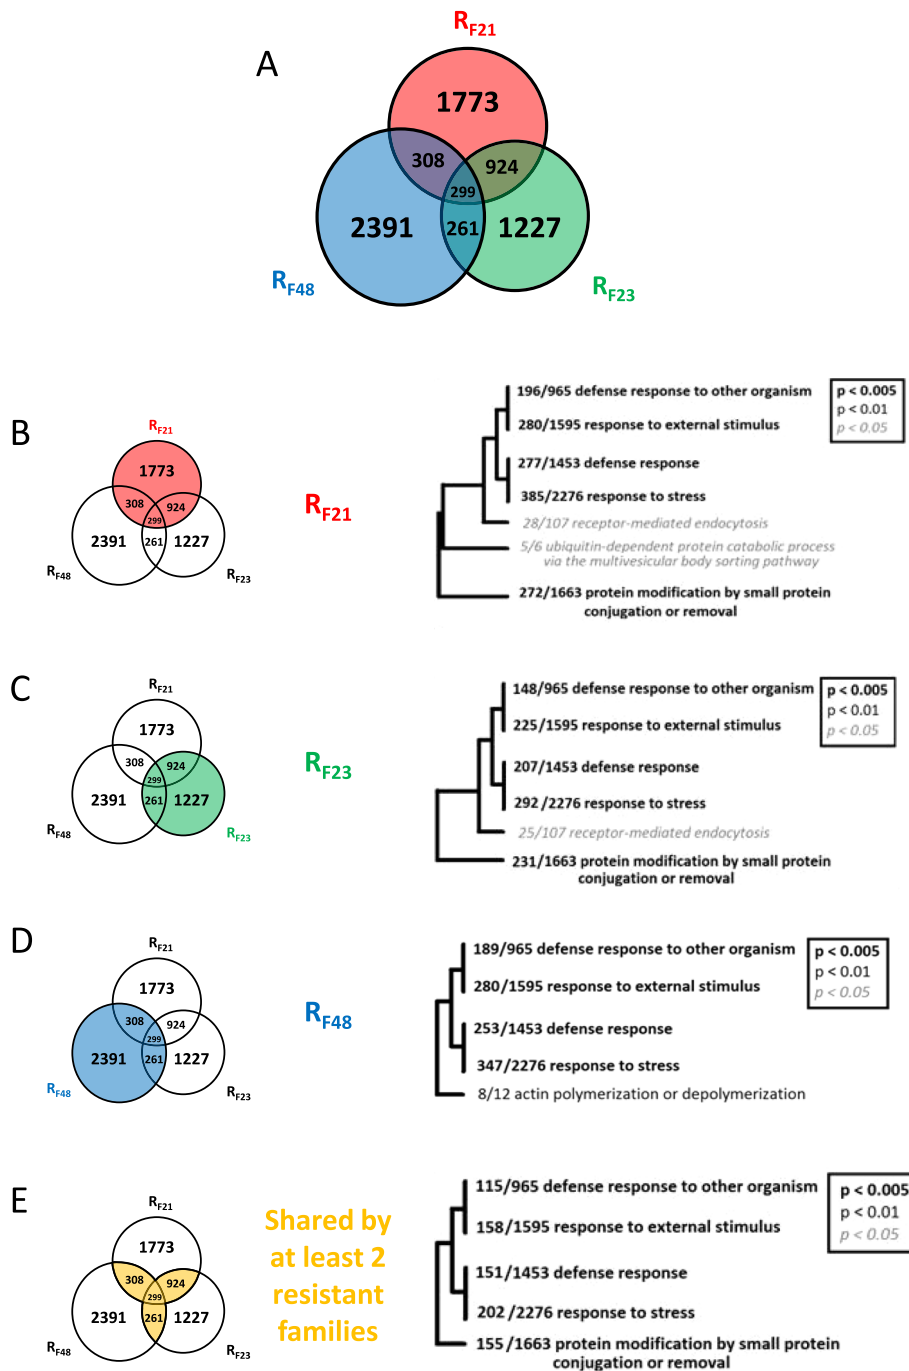 R_F21
A
1773
308
924
299
2391
261
1227
R_F48
R_F23
B
R_F21
1773
308
924
299
2391
261
1227
R_F48
R_F23
R_F21
196/965 defense response to other organism
280/1595 response to external stimulus
277/1453 defense response
385/2276 response to stress
28/107 receptor-mediated endocytosis
5/6 ubiquitin-dependent protein catabolic process
via the multivesicular body sorting pathway
272/1663 protein modification by small protein
conjugation or removal
p < 0.005
p < 0.01
p < 0.05
C
R_F21
1773
308
924
299
2391
261
1227
R_F48
R_F23
R_F23
148/965 defense response to other organism
225/1595 response to external stimulus
207/1453 defense response
292/2276 response to stress
25/107 receptor-mediated endocytosis
231/1663 protein modification by small protein
conjugation or removal
p < 0.005
p < 0.01
p < 0.05
D
R_F21
1773
308
924
299
2391
261
1227
R_F48
R_F23
R_F48
189/965 defense response to other organism
280/1595 response to external stimulus
253/1453 defense response
347/2276 response to stress
8/12 actin polymerization or depolymerization
p < 0.005
p < 0.01
p < 0.05
E
R_F21
1773
308
924
299
2391
261
1227
R_F48
R_F23
Shared by
at least 2
resistant
families
115/965 defense response to other organism
158/1595 response to external stimulus
151/1453 defense response
202/2276 response to stress
155/1663 protein modification by small protein
conjugation or removal
p < 0.005
p < 0.01
p < 0.05